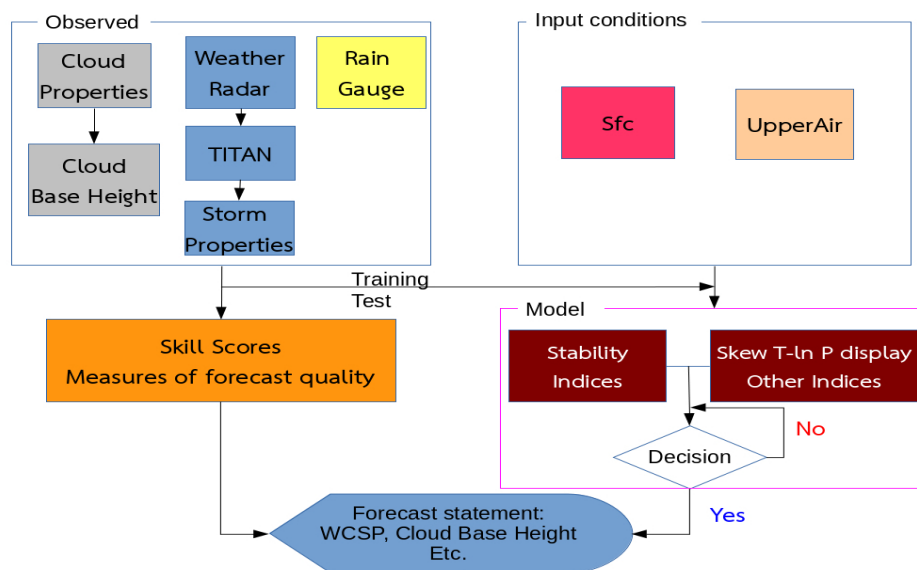 Observed
Cloud
Properties
Cloud
Base Height
Weather
Radar
TITAN
Storm
Properties
Rain
Gauge
Input conditions
Sfc
UpperAir
Training
Test
Skill Scores
Measures of forecast quality
Model
Stability
Indices
Skew T-ln P display
Other Indices
Decision
No
Yes
Forecast statement:
WCSP, Cloud Base Height
Etc.